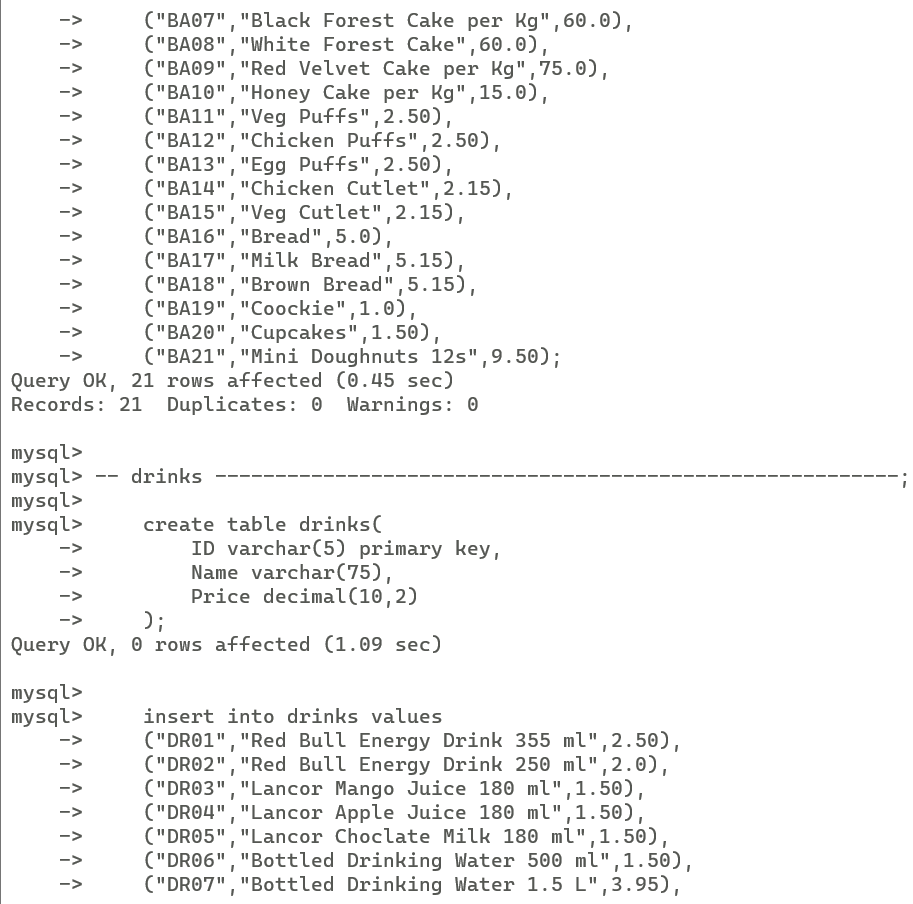 ->     ("BA07","Black Forest Cake per Kg",60.0),
    ->     ("BA08","White Forest Cake",60.0),
    ->     ("BA09","Red Velvet Cake per Kg",75.0),
    ->     ("BA10","Honey Cake per Kg",15.0),
    ->     ("BA11","Veg Puffs",2.50),
    ->     ("BA12","Chicken Puffs",2.50),
    ->     ("BA13","Egg Puffs",2.50),
    ->     ("BA14","Chicken Cutlet",2.15),
    ->     ("BA15","Veg Cutlet",2.15),
    ->     ("BA16","Bread",5.0),
    ->     ("BA17","Milk Bread",5.15),
    ->     ("BA18","Brown Bread",5.15),
    ->     ("BA19","Coockie",1.0),
    ->     ("BA20","Cupcakes",1.50),
    ->     ("BA21","Mini Doughnuts 12s",9.50);
Query OK, 21 rows affected (0.45 sec)
Records: 21  Duplicates: 0  Warnings: 0

mysql>
mysql> -- drinks ---------------------------------------------------------;
mysql>
mysql>     create table drinks(
    ->         ID varchar(5) primary key,
    ->         Name varchar(75),
    ->         Price decimal(10,2)
    ->     );
Query OK, 0 rows affected (1.09 sec)

mysql>
mysql>     insert into drinks values
    ->     ("DR01","Red Bull Energy Drink 355 ml",2.50),
    ->     ("DR02","Red Bull Energy Drink 250 ml",2.0),
    ->     ("DR03","Lancor Mango Juice 180 ml",1.50),
    ->     ("DR04","Lancor Apple Juice 180 ml",1.50),
    ->     ("DR05","Lancor Choclate Milk 180 ml",1.50),
    ->     ("DR06","Bottled Drinking Water 500 ml",1.50),
    ->     ("DR07","Bottled Drinking Water 1.5 L",3.95),